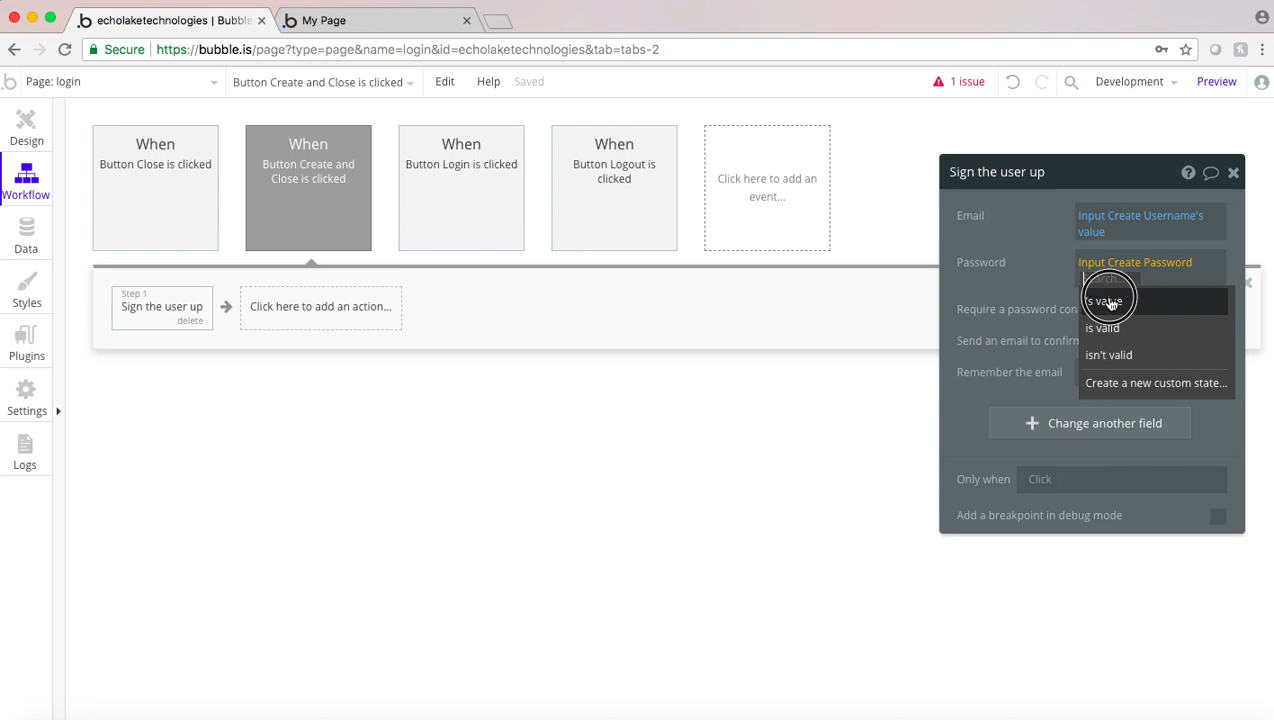 echolaketechnologies | Bubble
My Page
Secure
https://bubble.is/page?type=page&name=login&id=echolaketechnologies&tab=tabs-2
Page: login
Button Create and Close is clicked
Edit
Help
Saved
1 issue
Development
Preview
Design
Workflow
Data
Styles
Plugins
Settings
Logs
When
Button Close is clicked
When
Button Create and
Close is clicked
When
Button Login is clicked
When
Button Logout is
clicked
Click here to add an
event...
Step 1
Sign the user up
delete
Click here to add an action...
Sign the user up
Email
Input Create Username's
value
Password
Input Create Password
Search...
's value
is valid
isn't valid
Create a new custom state...
Require a password con
Send an email to confirm
Remember the email
Change another field
Only when
Click
Add a breakpoint in debug mode